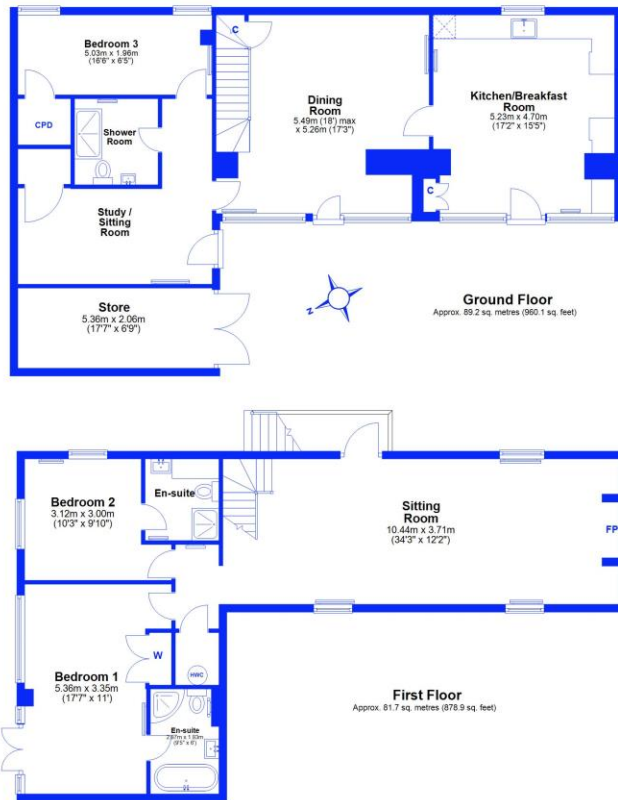 Bedroom 3
5.03m x 1.96m
(16'6" x 6'5")
C
Dining
Room
5.49m (18') max
x 5.26m (17'3")
Kitchen/Breakfast
Room
5.23m x 4.70m
(17'2" x 15'5")
CPD
Shower
Room
C
Study /
Sitting
Room
Store
5.36m x 2.06m
(17'7" x 6'9")
N
Ground Floor
Approx. 89.2 sq. metres (960.1 sq. feet)
Bedroom 2
3.12m x 3.00m
(10'3" x 9'10")
En-suite
Sitting
Room
10.44m x 3.71m
(34'3" x 12'2")
FP
Bedroom 1
5.36m x 3.35m
(17'7" x 11')
W
HWC
En-suite
(9'5" x 6')
First Floor
Approx. 81.7 sq. metres (878.9 sq. feet)